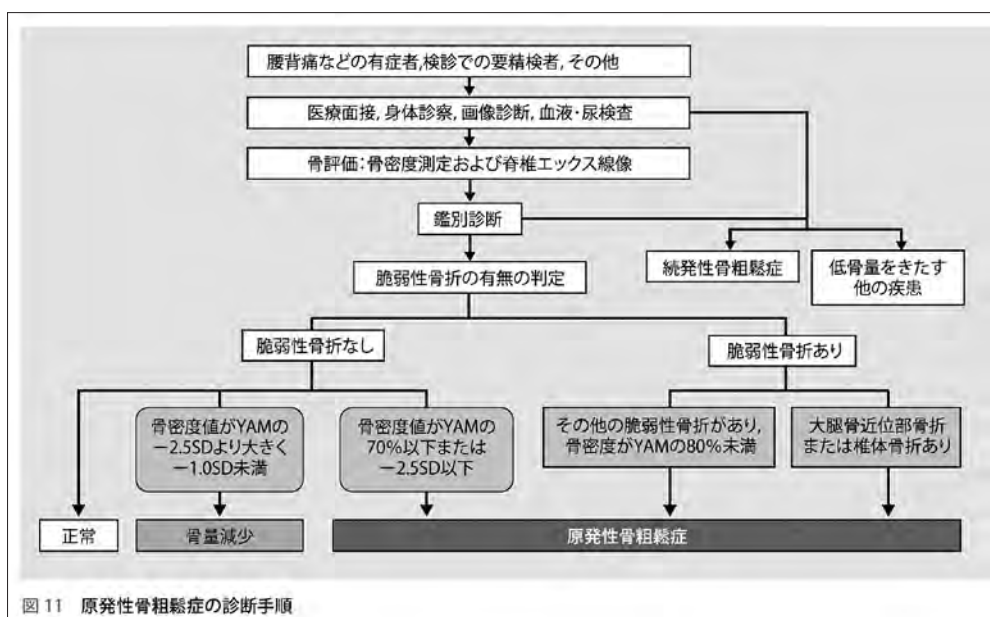 腰背痛などの有症者,検診での要精検者,その他
医療面接,身体診察,画像診断,血液・尿検査
骨評価:骨密度測定および脊椎エックス線像
鑑別診断
続発性骨粗鬆症
低骨量をきたす
他の疾患
脆弱性骨折の有無の判定
脆弱性骨折なし
脆弱性骨折あり
骨密度値がYAMの
−2.5SDより大きく
−1.0SD未満
骨密度値がYAMの
70%以下または
−2.5SD以下
その他の脆弱性骨折があり,
骨密度がYAMの80%未満
大腿骨近位部骨折
または椎体骨折あり
正常
骨量減少
原発性骨粗鬆症
図11 原発性骨粗鬆症の診断手順